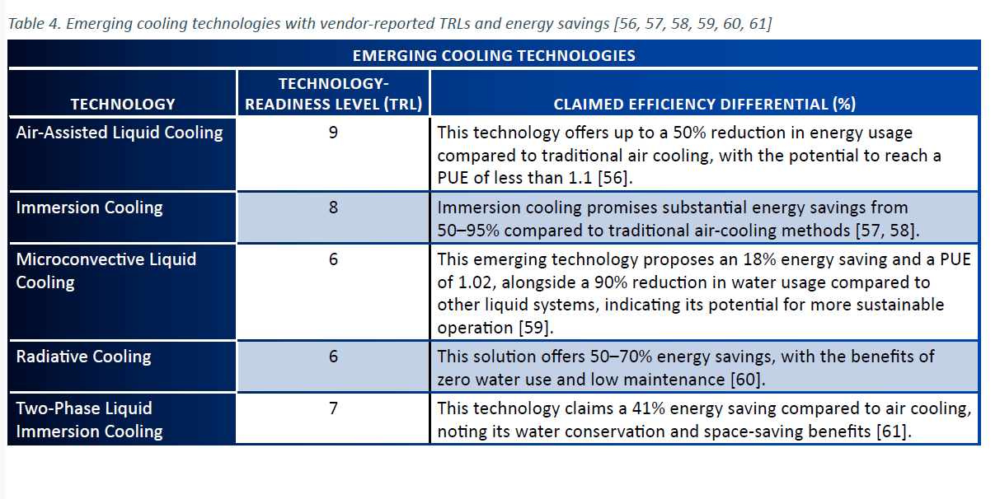 Table 4. Emerging cooling technologies with vendor-reported TRLs and energy savings [56, 57, 58, 59, 60, 61]
EMERGING COOLING TECHNOLOGIES
TECHNOLOGY
TECHNOLOGY-
READINESS LEVEL (TRL)
CLAIMED EFFICIENCY DIFFERENTIAL (%)
Air-Assisted Liquid Cooling
9
This technology offers up to a 50% reduction in energy usage
compared to traditional air cooling, with the potential to reach a
PUE of less than 1.1 [56].
Immersion Cooling
8
Immersion cooling promises substantial energy savings from
50–95% compared to traditional air-cooling methods [57, 58].
Microconvective Liquid
Cooling
6
This emerging technology proposes an 18% energy saving and a PUE
of 1.02, alongside a 90% reduction in water usage compared to
other liquid systems, indicating its potential for more sustainable
operation [59].
Radiative Cooling
6
This solution offers 50–70% energy savings, with the benefits of
zero water use and low maintenance [60].
Two-Phase Liquid
Immersion Cooling
7
This technology claims a 41% energy saving compared to air cooling,
noting its water conservation and space-saving benefits [61].